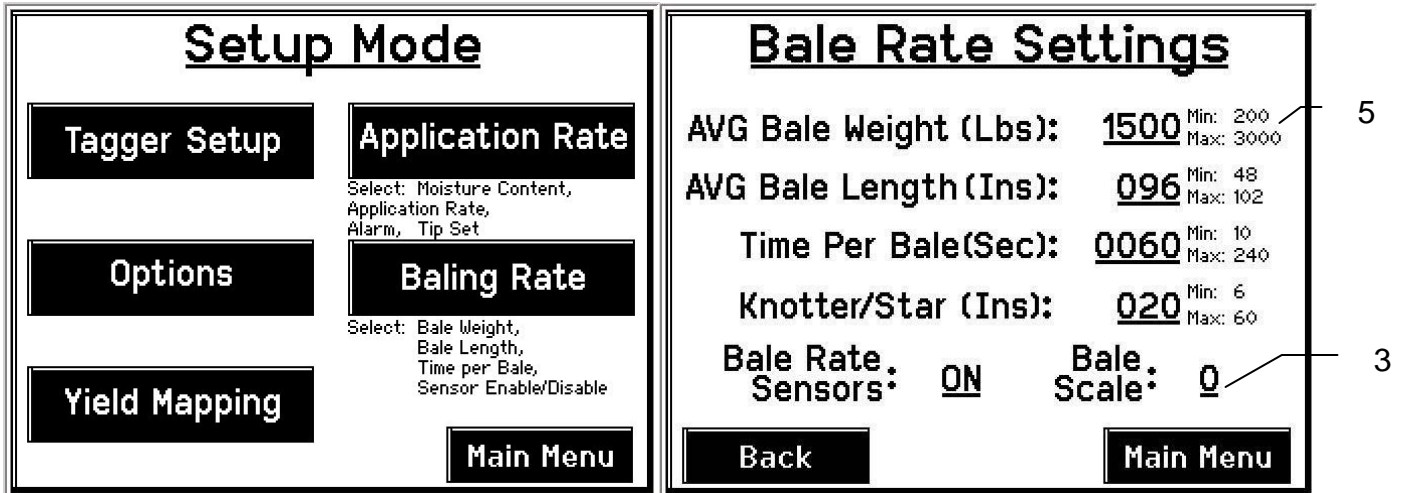 Setup Mode
Tagger Setup
Application Rate
Select: Moisture Content,
Application Rate,
Alarm, Tip Set
Options
Baling Rate
Select: Bale Weight,
Bale Length,
Time per Bale,
Sensor Enable/Disable
Yield Mapping
Main Menu
Bale Rate Settings
AVG Bale Weight (Lbs): 1500 Min: 200
Max: 3000
5
AVG Bale Length (Ins): 096 Min: 48
Max: 102
Time Per Bale(Sec): 0060 Min: 10
Max: 240
Knotter/Star (Ins): 020 Min: 6
Max: 60
Bale Rate
Sensors: ON
Bale
Scale: 0
3
Back
Main Menu